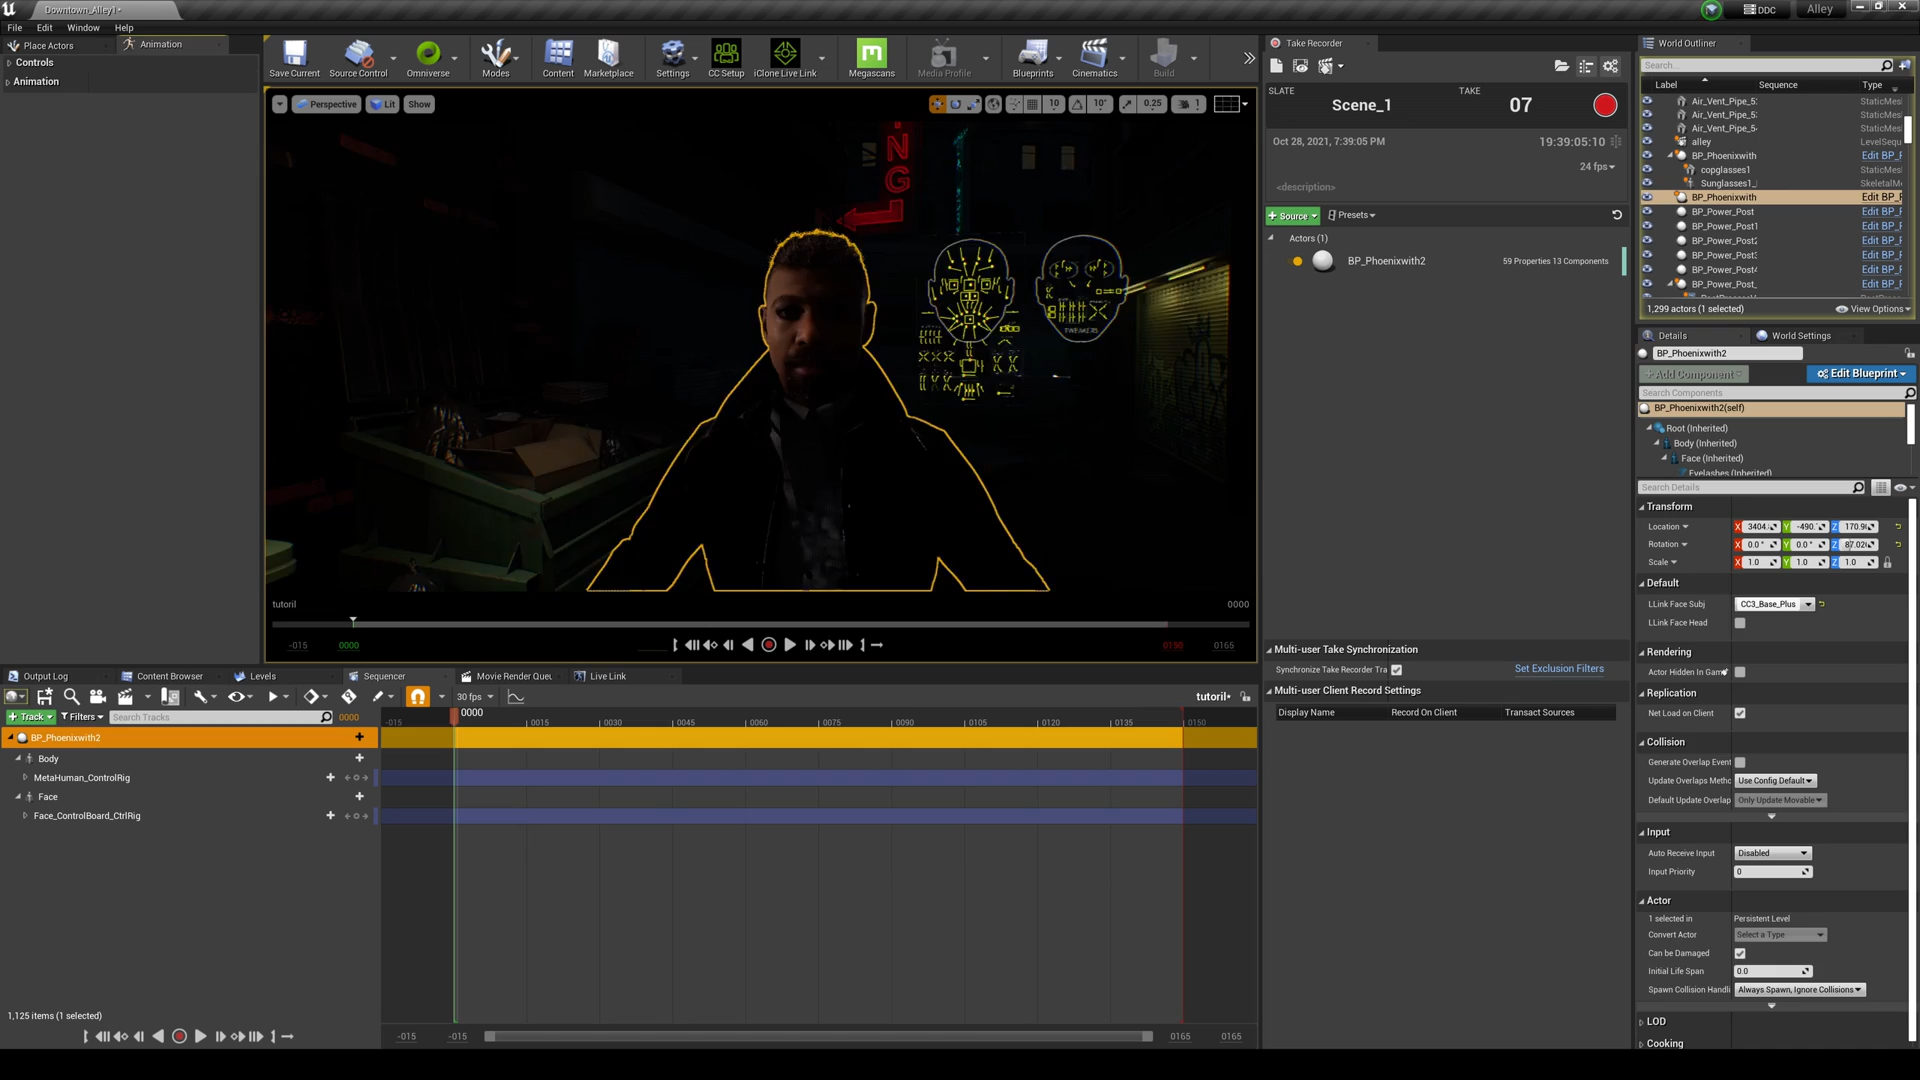 Downtown_Alley1•
DDC
Alley
File Edit Window Help
Place Actors
Animation
Controls
Animation
Save Current
Source Control
Omniverse
Modes
Content
Marketplace
Settings
CC Setup
iClone Live Link
Megascans
Media Profile
Blueprints
Cinematics
Build
Perspective
Lit
Show
10
10°
0.25
1
N
G
TWEAKERS
tutoril
0000
-015
0000
0150
0165
Take Recorder
SLATE
Scene_1
TAKE
07
Oct 28, 2021, 7:39:05 PM
19:39:05:10
24 fps
<description>
+ Source
Presets
Actors (1)
BP_Phoenixwith2
59 Properties 13 Components
Multi-user Take Synchronization
Synchronize Take Recorder Tra
Set Exclusion Filters
Multi-user Client Record Settings
Display Name
Record On Client
Transact Sources
World Outliner
Search...
Label
Sequence
Type
Air_Vent_Pipe_5
StaticMes
Air_Vent_Pipe_5
StaticMes
Air_Vent_Pipe_5
StaticMes
alley
LevelSequ
BP_Phoenixwith
Edit BP_
copglasses1
StaticMes
Sunglasses1_
SkeletalMe
BP_Phoenixwith
Edit BP_
BP_Power_Post
Edit BP_
BP_Power_Post1
Edit BP_
BP_Power_Post2
Edit BP_
BP_Power_Post3
Edit BP_
BP_Power_Post4
Edit BP_
BP_Power_Post_
Edit BP_
1,299 actors (1 selected)
View Options
Details
World Settings
BP_Phoenixwith2
+ Add Component
Edit Blueprint
Search Components
BP_Phoenixwith2(self)
Root (Inherited)
Body (Inherited)
Face (Inherited)
Eyelashes (Inherited)
Search Details
Transform
Location X 3404. Y -490. Z 170.9
Rotation X 0.0° Y 0.0° Z 87.02
Scale X 1.0 Y 1.0 Z 1.0
Default
LLink Face Subj
CC3_Base_Plus
LLink Face Head
Rendering
Actor Hidden In Game
Replication
Net Load on Client
Collision
Generate Overlap Event
Update Overlaps Metho
Use Config Default
Default Update Overlap
Only Update Movable
Input
Auto Receive Input
Disabled
Input Priority
0
Actor
1 selected in
Persistent Level
Convert Actor
Select a Type
Can be Damaged
Initial Life Span
0.0
Spawn Collision Handli
Always Spawn, Ignore Collisions
LOD
Cooking
Output Log
Content Browser
Levels
Sequencer
Movie Render Queu
Live Link
30 fps
tutoril•
+ Track
Filters
Search Tracks
0000
-015
0000
0015
0030
0045
0060
0075
0090
0105
0120
0135
0150
BP_Phoenixwith2
Body
MetaHuman_ControlRig
Face
Face_ControlBoard_CtrlRig
1,125 items (1 selected)
-015
-015
0165
0165